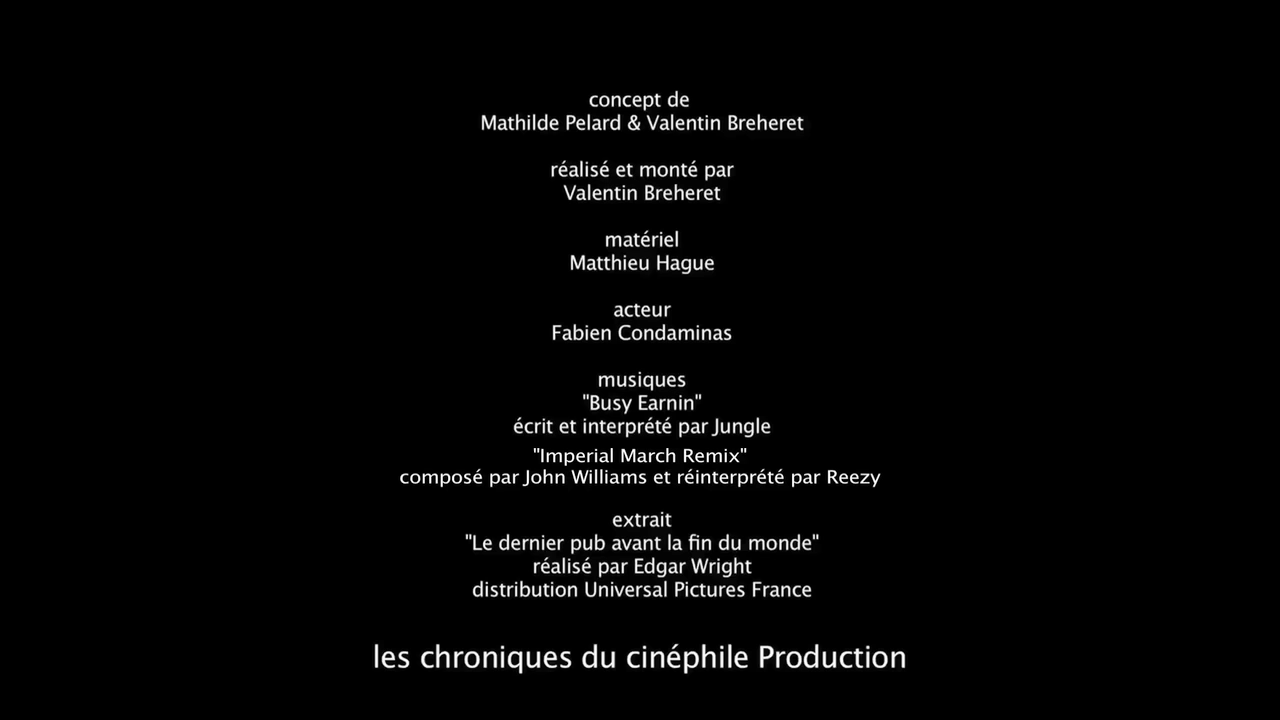 concept de
Mathilde Pelard & Valentin Breheret
réalisé et monté par
Valentin Breheret
matériel
Matthieu Hague
acteur
Fabien Condaminas
musiques
"Busy Earnin"
écrit et interprété par Jungle
"Imperial March Remix"
composé par John Williams et réinterprété par Reezy
extrait
"Le dernier pub avant la fin du monde"
réalisé par Edgar Wright
distribution Universal Pictures France
les chroniques du cinéphile Production